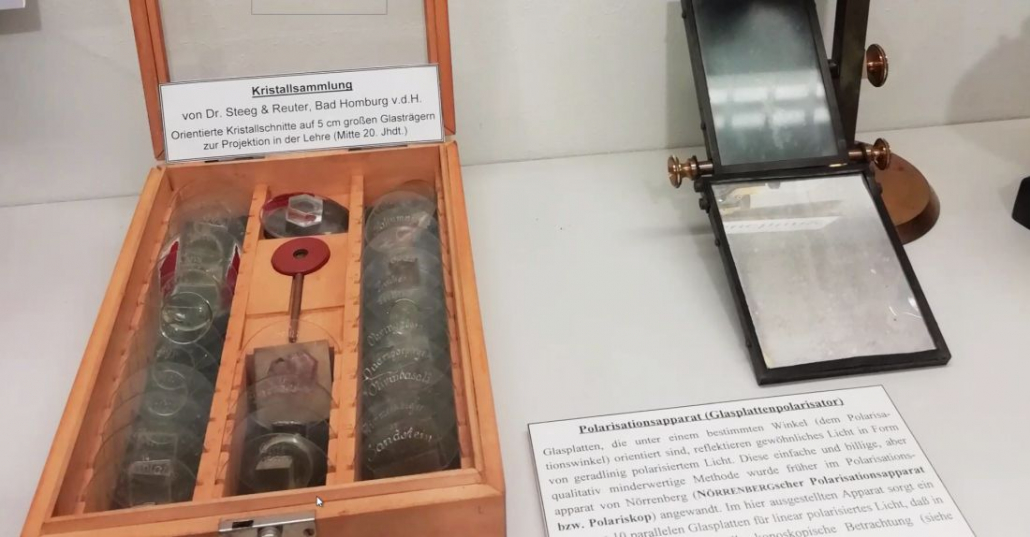 Kristallsammlung
von Dr. Steeg & Reuter, Bad Homburg v.d.H.
Orientierte Kristallschnitte auf 5 cm großen Glasträgern
zur Projektion in der Lehre (Mitte 20. Jhdt.)
Polarisationsapparat (Glasplattenpolarisator)
Glasplatten, die unter einem bestimmten Winkel (dem Polarisa-
tionswinkel) orientiert sind, reflektieren gewöhnliches Licht in Form
von geradlinig polarisiertem Licht. Diese einfache und billige, aber
qualitativ minderwertige Methode wurde früher im Polarisations-
apparat von Nörrenberg (NÖRRENBERGscher Polarisationsapparat
bzw. Polariskop) angewandt. Im hier ausgestellten Apparat sorgt ein
10 parallelen Glasplatten für linear polarisiertes Licht, daß in
konoskopische Betrachtung (siehe